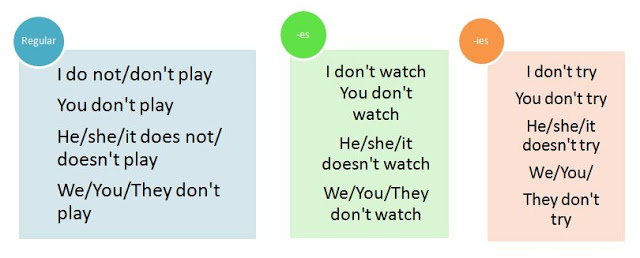 Regular
I do not/don't play
You don't play
He/she/it does not/
doesn't play
We/You/They don't
play
-es
I don't watch
You don't
watch
He/she/it
doesn't watch
We/You/They
don't watch
-ies
I don't try
You don't try
He/she/it
doesn't try
We/You/
They don't
try